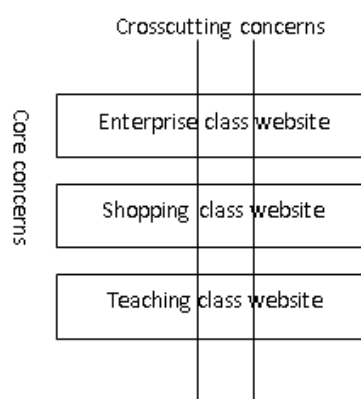 Crosscutting concerns
Core concerns
Enterprise class website
Shopping class website
Teaching class website